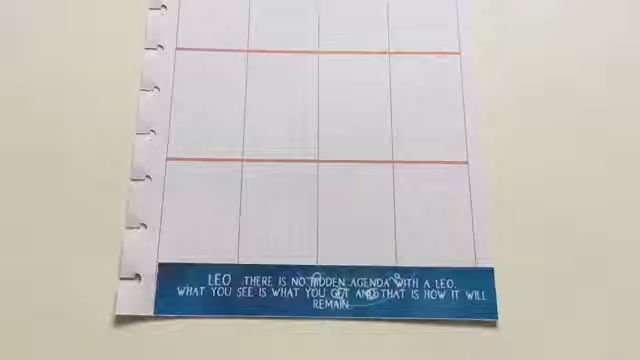 LEO THERE IS NO HIDDEN AGENDA WITH A LEO.
WHAT YOU SEE IS WHAT YOU GET AND THAT IS HOW IT WILL
REMAIN